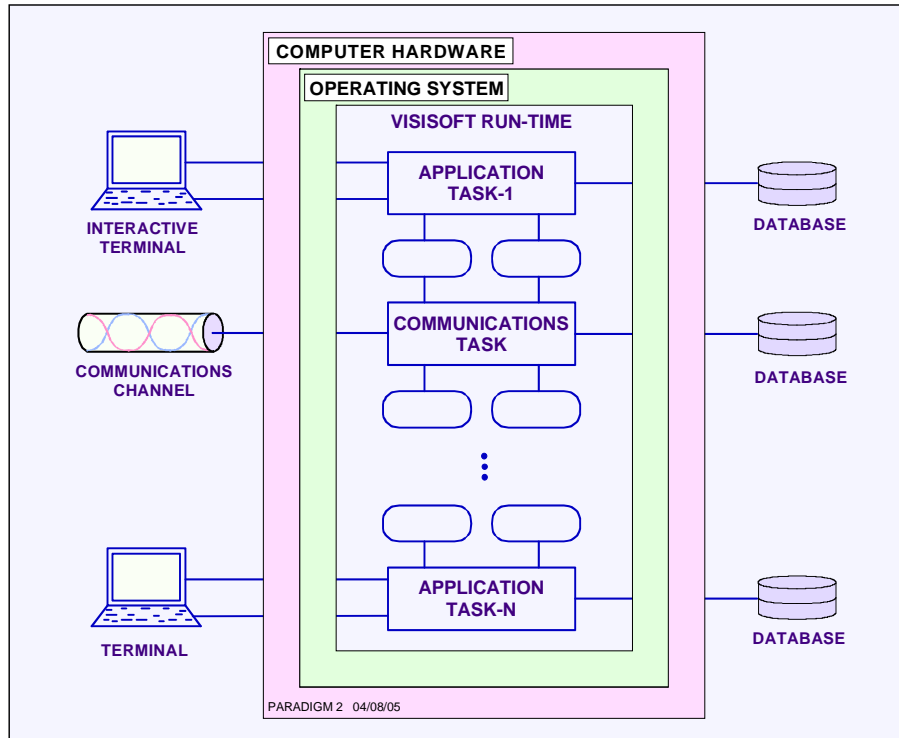 COMPUTER HARDWARE
OPERATING SYSTEM
VISISOFT RUN-TIME
APPLICATION
TASK-1
INTERACTIVE
TERMINAL
DATABASE
COMMUNICATIONS
TASK
COMMUNICATIONS
CHANNEL
DATABASE
APPLICATION
TASK-N
TERMINAL
DATABASE
PARADIGM 2 04/08/05